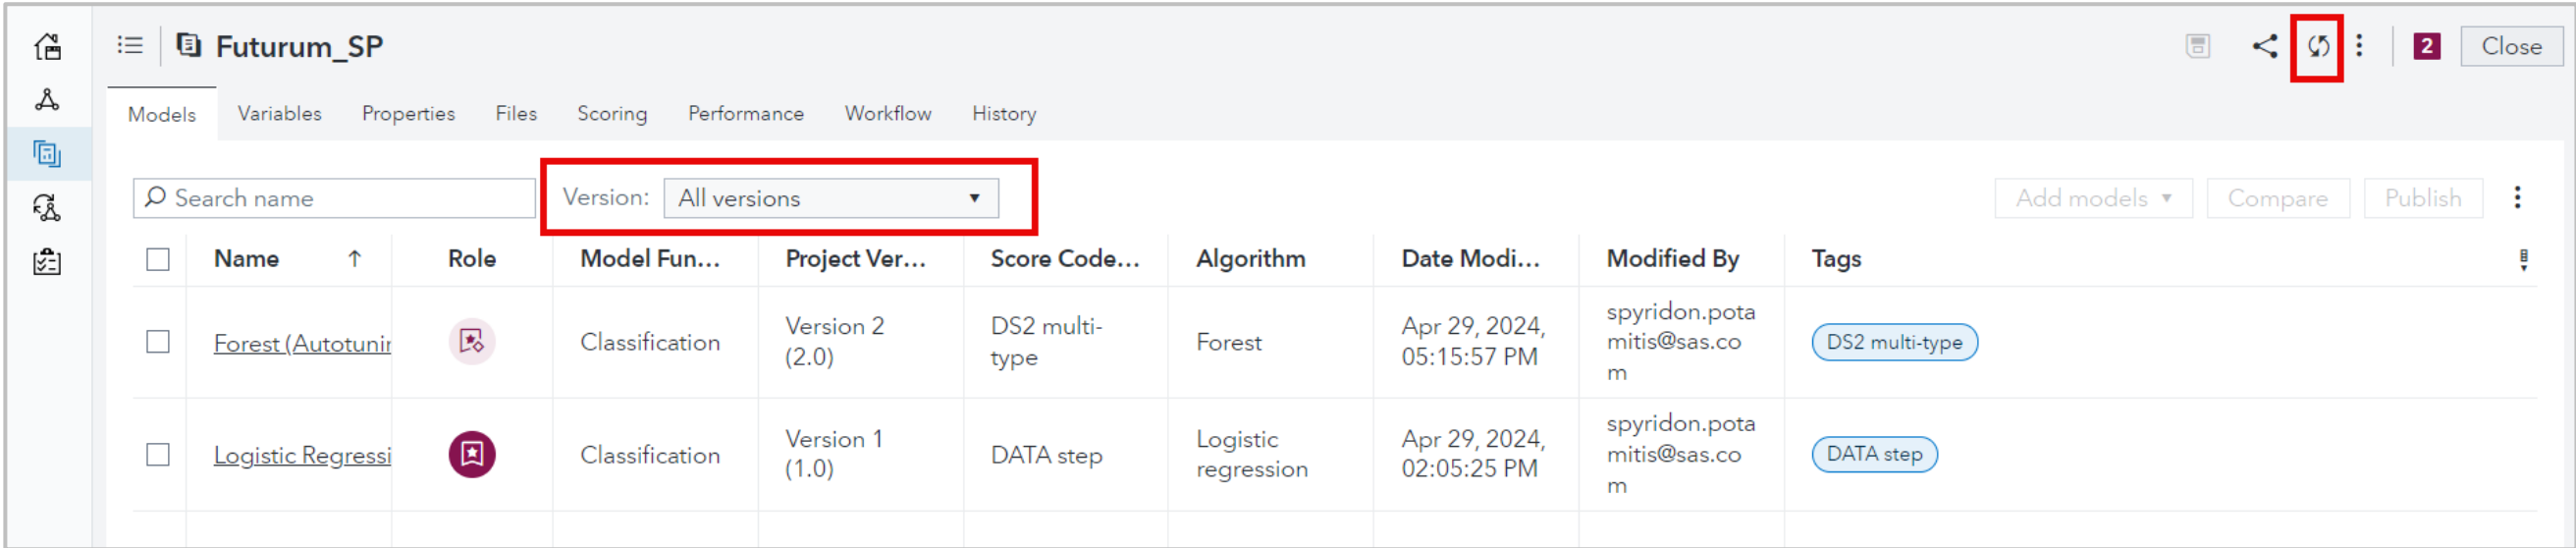 Futurum_SP
2
Close
Models Variables Properties Files Scoring Performance Workflow History
Search name
Version: All versions
Add models
Compare
Publish
Name Role Model Fun... Project Ver... Score Code... Algorithm Date Modi... Modified By Tags
Forest (Autotunin
Classification
Version 2
(2.0)
DS2 multi-
type
Forest
Apr 29, 2024,
05:15:57 PM
spyridon.pota
mitis@sas.co
m
DS2 multi-type
Logistic Regressi
Classification
Version 1
(1.0)
DATA step
Logistic
regression
Apr 29, 2024,
02:05:25 PM
spyridon.pota
mitis@sas.co
m
DATA step